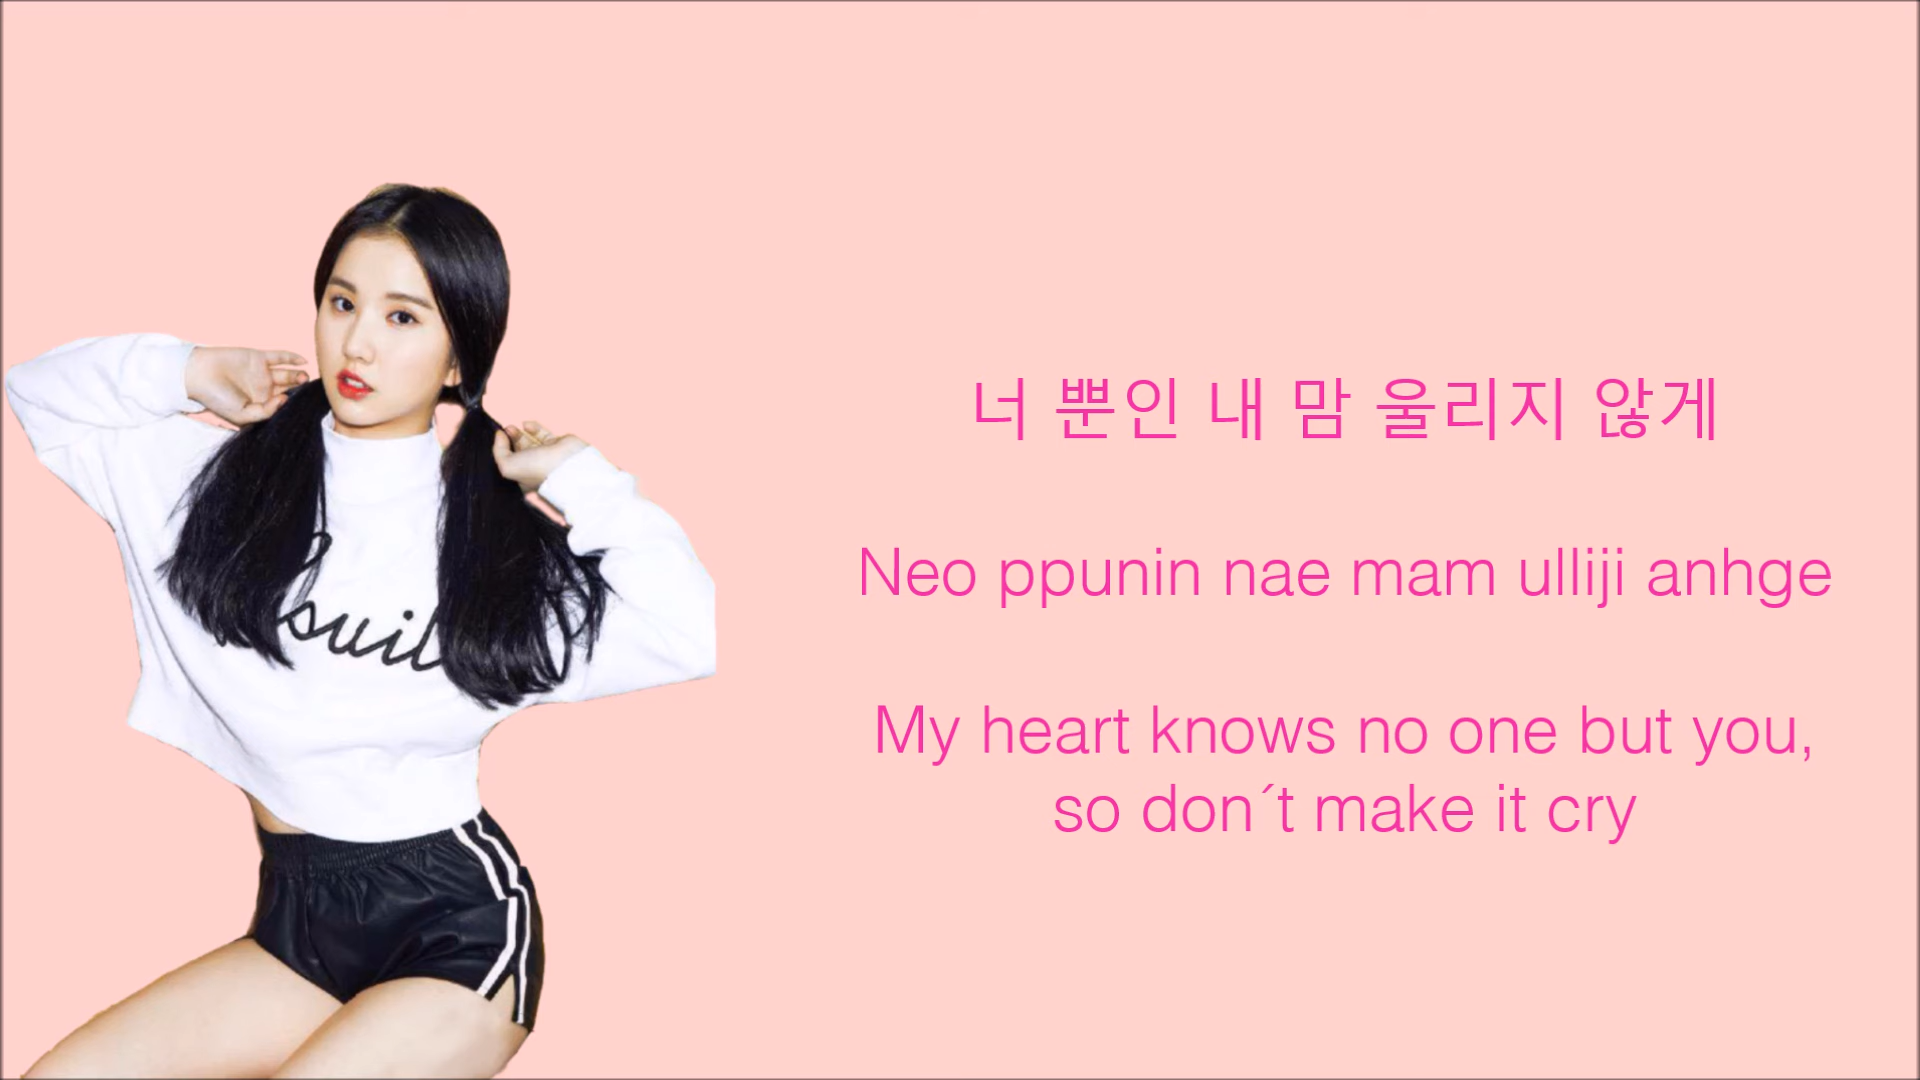 너 뿐인 내 맘 울리지 않게
Neo ppunin nae mam ulliji anhge
My heart knows no one but you,
so don´t make it cry
suil